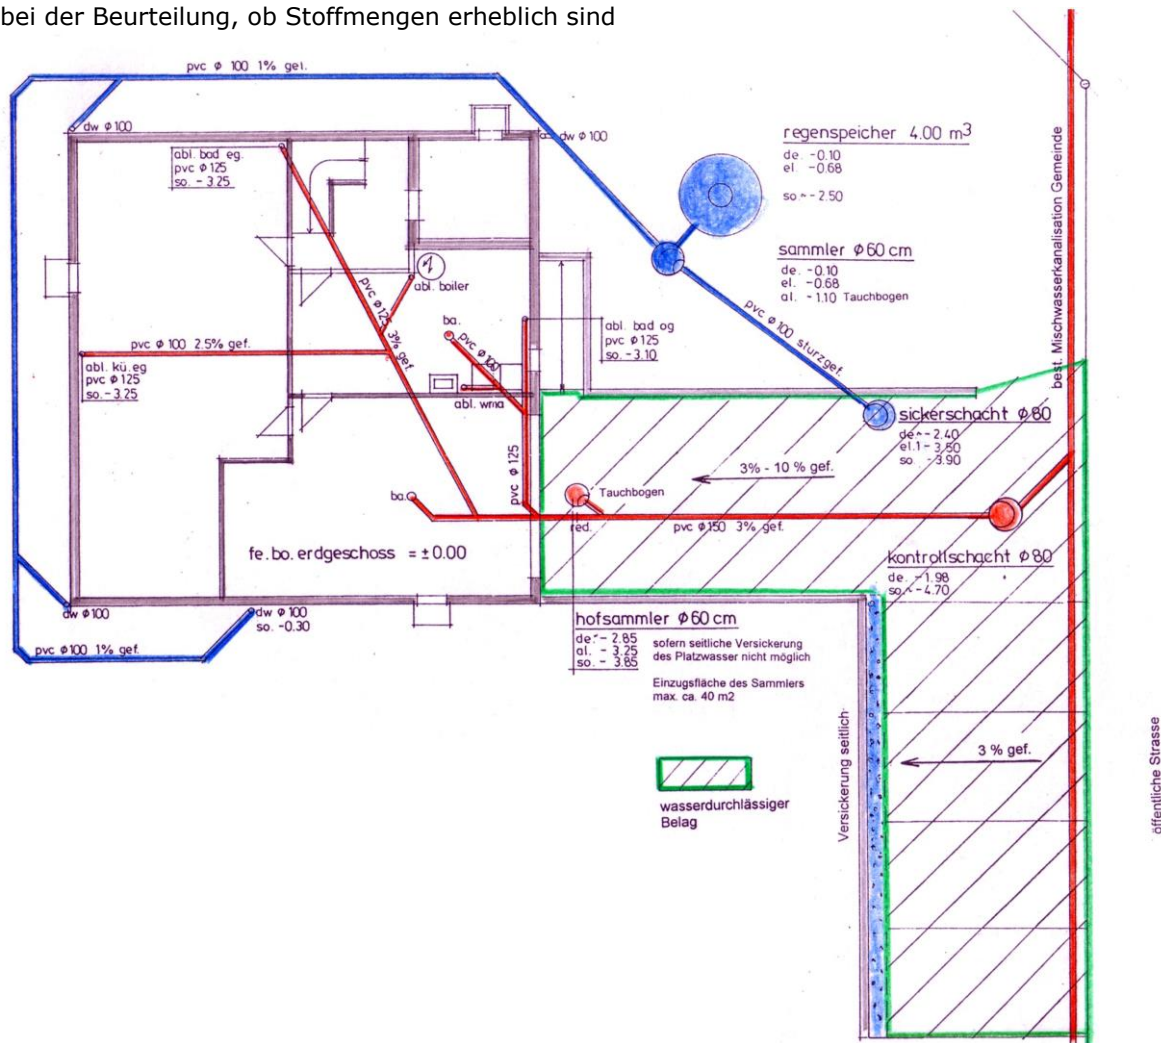 bei der Beurteilung, ob Stoffmengen erheblich sind
pvc ø 100 1% gef.
dw ø 100
abl. bad eg.
pvc ø 125
so. - 3.25
dw ø 100
regenspeicher 4.00 m³
de. -0.10
el. -0.68
so ~ - 2.50
sammler ø 60 cm
de. -0.10
el. -0.68
al. -1.10 Tauchbogen
best. Mischwasserkanalisation Gemeinde
abl. boiler
pvc ø 125 3% gef.
ba.
pvc ø 100
pvc ø 100 sturzgef.
abl. bad og
pvc ø 125
so. -3.10
pvc ø 100 2.5% gef.
abl. kü. eg
pvc ø 125
so. - 3.25
abl. wma
sickerschacht ø 80
de ~ - 2.40
el.1 - 3.50
so - 3.90
3% - 10 % gef.
pvc ø 125
ba.
Tauchbogen
red.
pvc ø 150 3% gef.
fe. bo. erdgeschoss = ± 0.00
kontrollschacht ø 80
de. -1.98
so ~ -4.70
dw ø 100
dw ø 100
so. -0.30
pvc ø 100 1% gef.
hofsammler ø 60 cm
de ~ - 2.85
al. - 3.25
so. - 3.85
sofern seitliche Versickerung
des Platzwasser nicht möglich
Einzugsfläche des Sammlers
max. ca. 40 m2
Versickerung seitlich
3 % gef.
öffentliche Strasse
wasserdurchlässiger
Belag